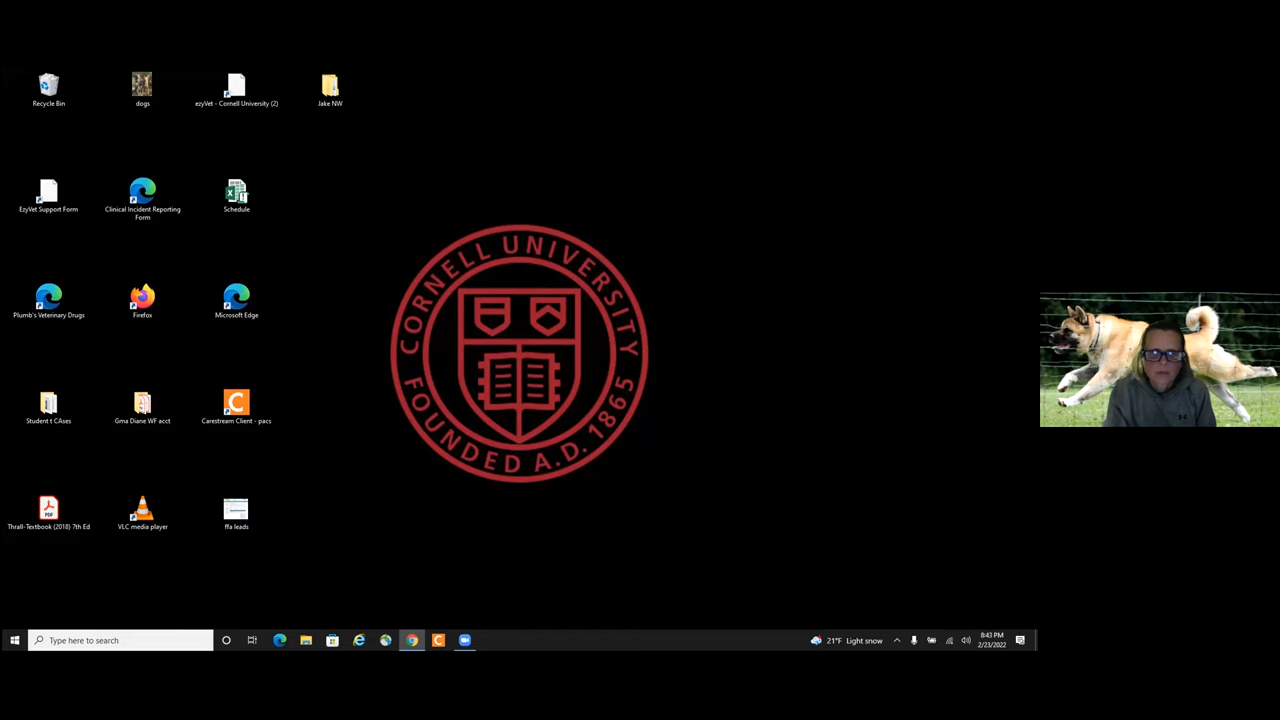 Recycle Bin
dogs
ezyVet - Cornell University (2)
Jake NW
EzyVet Support Form
Clinical Incident Reporting
Form
Schedule
Plumb's Veterinary Drugs
Firefox
Microsoft Edge
Student t CAses
Gma Diane WF acct
C
Carestream Client - pacs
PDF
Thrall-Textbook (2018) 7th Ed
VLC media player
ffa leads
CORNELL UNIVERSITY
FOUNDED A.D. 1865
Type here to search
C
21°F Light snow
8:43 PM
2/23/2022